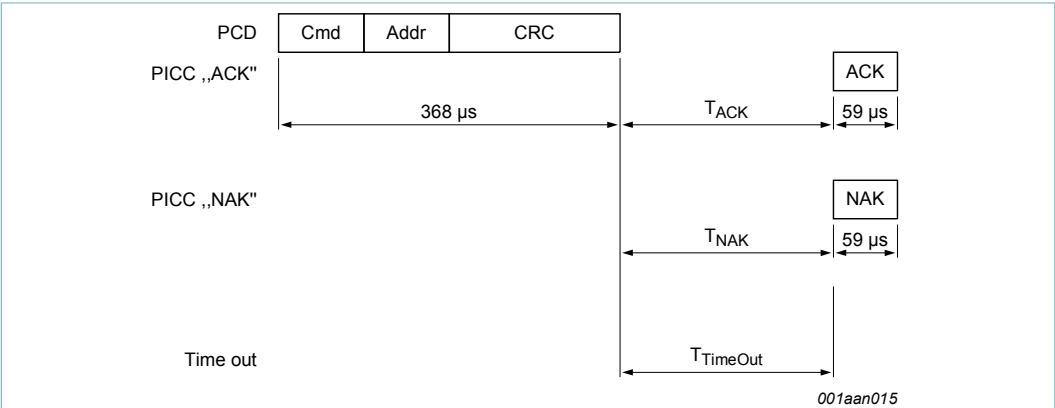 PCD Cmd Addr CRC
PICC ,,ACK" ACK
368 µs TACK 59 µs
PICC ,,NAK" NAK
TNAK 59 µs
Time out TTimeOut
001aan015